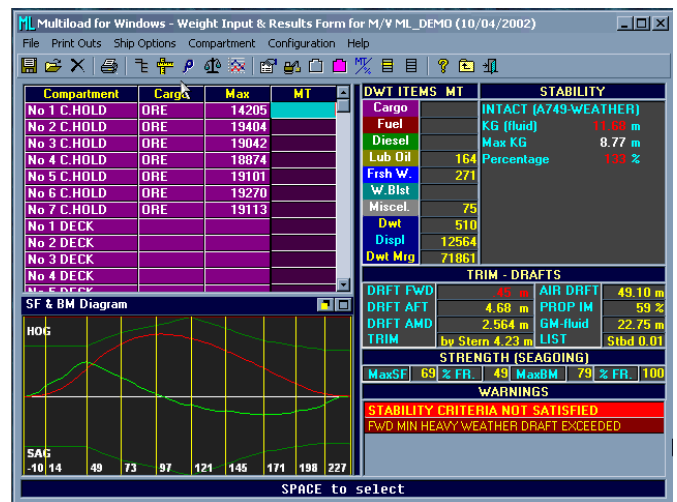 ML Multiload for Windows - Weight Input & Results Form for M/V ML_DEMO (10/04/2002)
File Print Outs Ship Options Compartment Configuration Help
Compartment Cargo Max MT
No 1 C.HOLD ORE 14205
No 2 C.HOLD ORE 19404
No 3 C.HOLD ORE 19042
No 4 C.HOLD ORE 18874
No 5 C.HOLD ORE 19101
No 6 C.HOLD ORE 19270
No 7 C.HOLD ORE 19113
No 1 DECK
No 2 DECK
No 3 DECK
No 4 DECK
SF & BM Diagram
HOG
SAG
-10 14 49 73 97 121 145 171 198 227
DWT ITEMS MT
Cargo
Fuel
Diesel
Lub Oil 164
Frsh W. 271
W.Blst
Miscel. 75
Dwt 510
Displ 12564
Dwt Mrg 71861
STABILITY
INTACT (A749-WEATHER)
KG (fluid) 11.68 m
Max KG 8.77 m
Percentage 133 %
TRIM - DRAFTS
DRFT FWD 45 m AIR DRFT 49.10 m
DRFT AFT 4.68 m PROP IM 59 %
DRFT AMD 2.564 m GM-fluid 22.75 m
TRIM by Stern 4.23 m LIST Stbd 0.01
STRENGTH (SEAGOING)
MaxSF 69 % FR. 49 MaxBM 79 % FR. 100
WARNINGS
STABILITY CRITERIA NOT SATISFIED
FWD MIN HEAVY WEATHER DRAFT EXCEEDED
SPACE to select